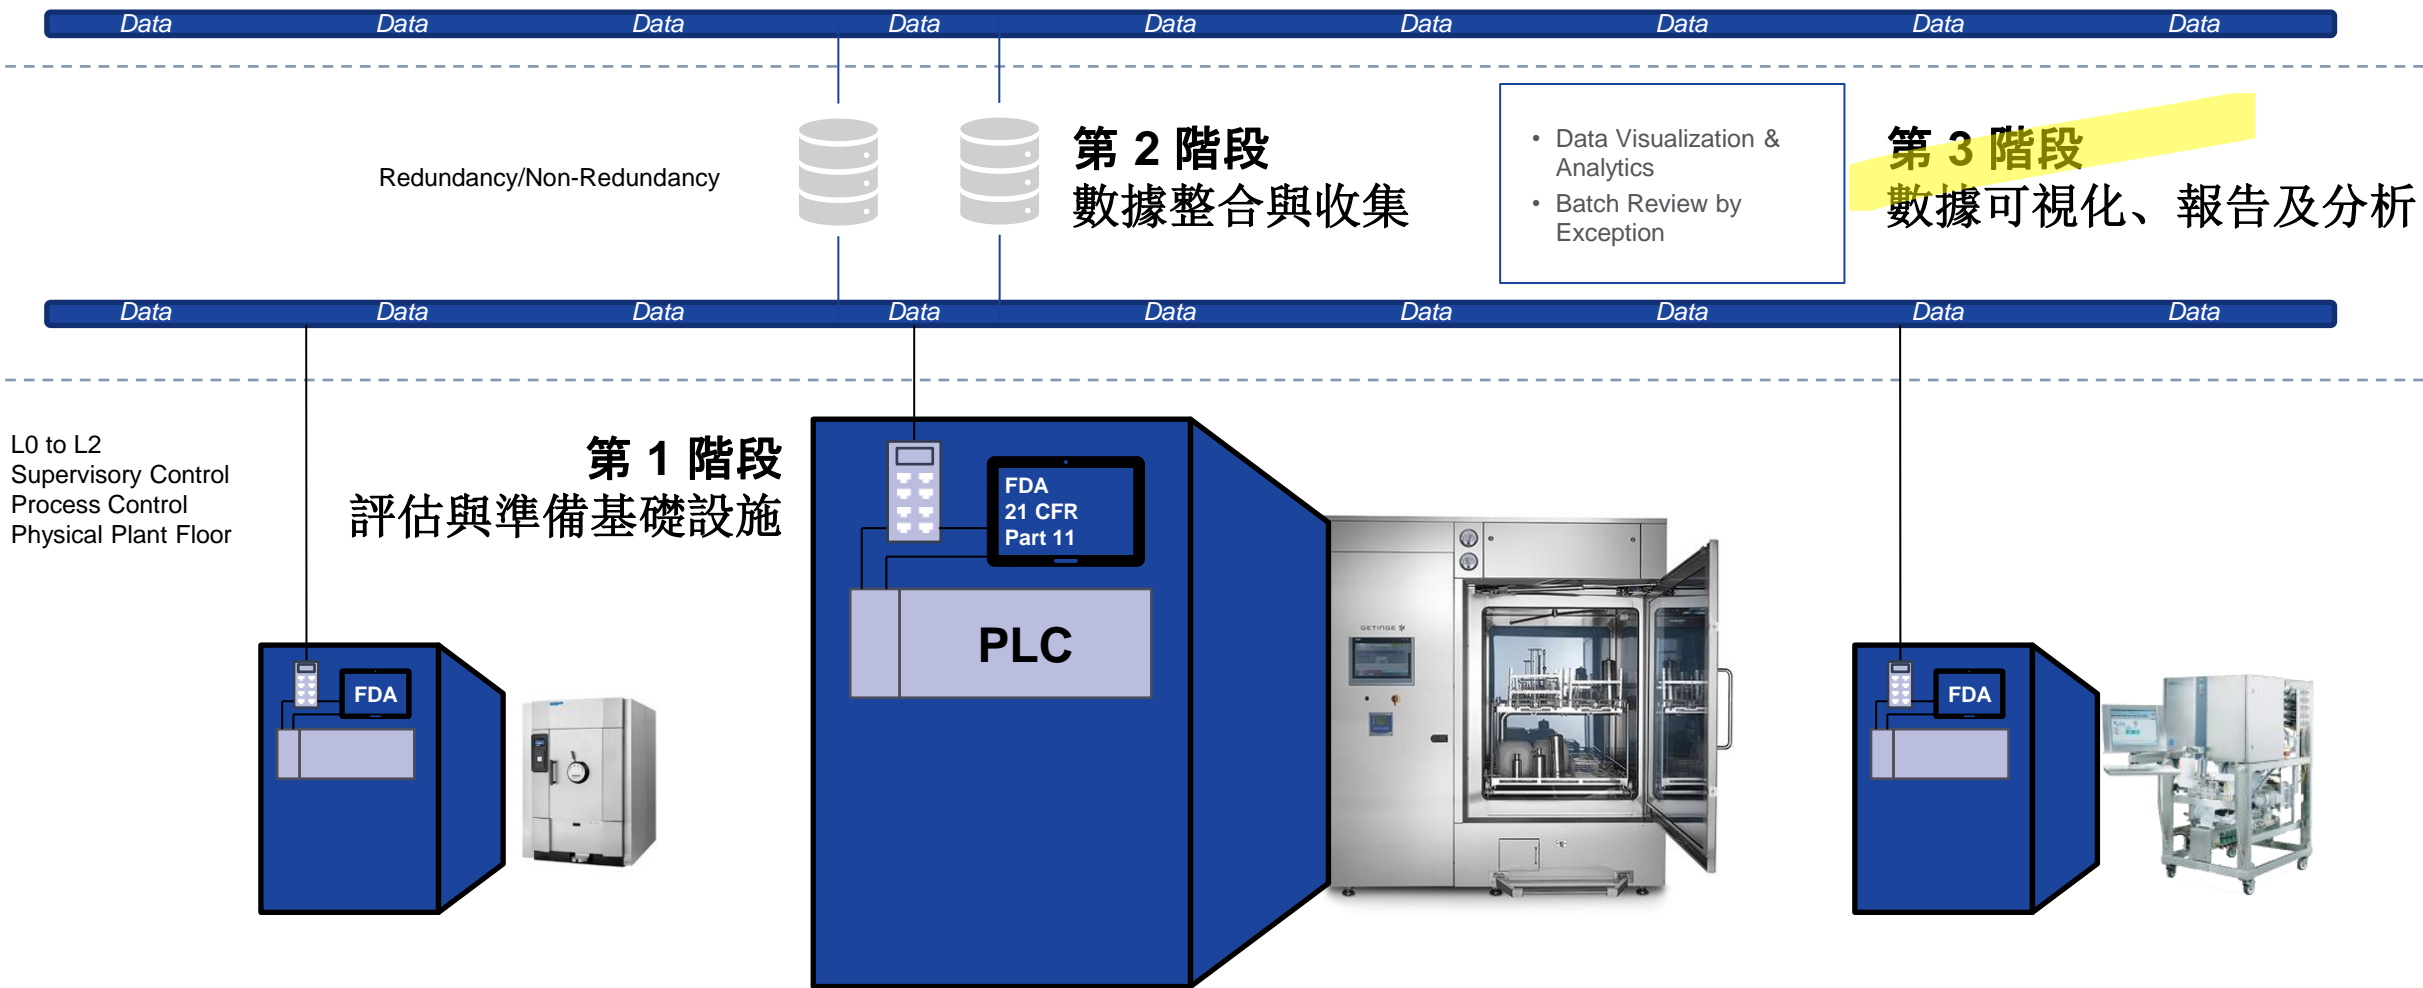 Data Data Data Data Data Data Data Data Data
Redundancy/Non-Redundancy
第 2 階段
數據整合與收集
• Data Visualization &
Analytics
• Batch Review by
Exception
第 3 階段
數據可視化、報告及分析
Data Data Data Data Data Data Data Data Data
L0 to L2
Supervisory Control
Process Control
Physical Plant Floor
第 1 階段
評估與準備基礎設施
FDA
21 CFR
Part 11
PLC
GETINGE
FDA
FDA